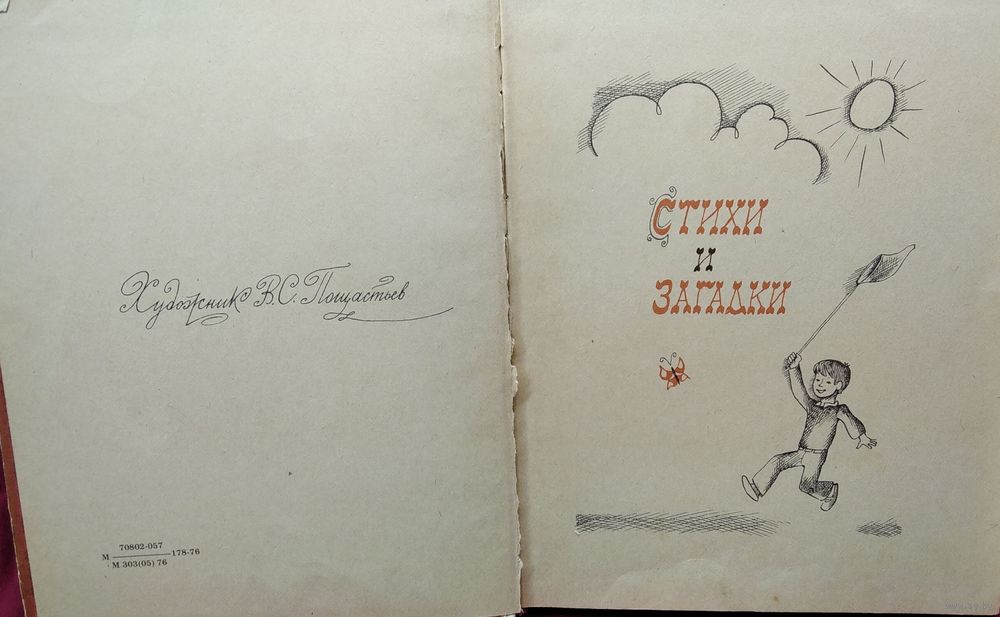 Художник В. С. Пощастьев
70802-057
М ——— 178-76
М 303(05) 76
Стихи
и
загадки